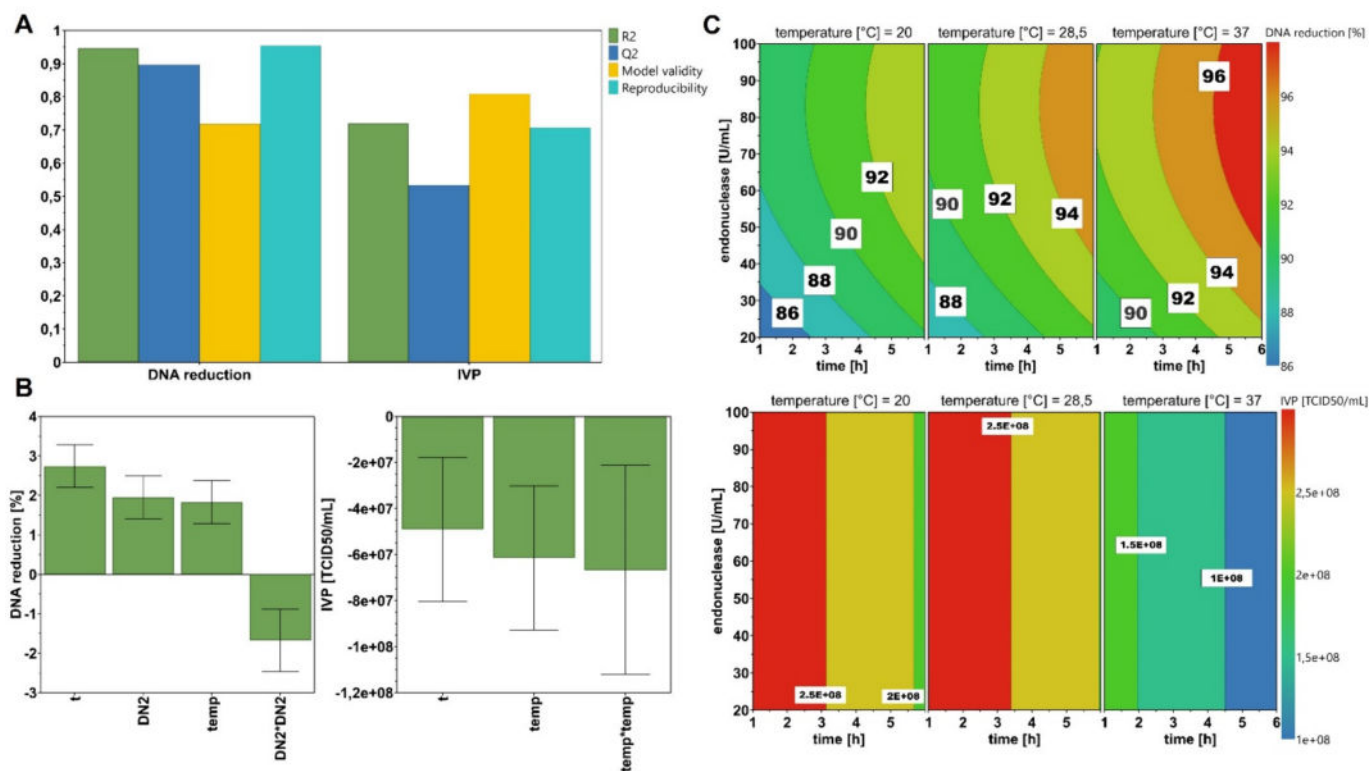 A
1
0,9
0,8
0,7
0,6
0,5
0,4
0,3
0,2
0,1
0
DNA reduction IVP
R2
Q2
Model validity
Reproducibility
B
DNA reduction [%]
4
3
2
1
0
-1
-2
-3
t DN2 temp DN2*DN2
IVP [TCID50/mL]
0
-2e+07
-4e+07
-6e+07
-8e+07
-1e+08
-1,2e+08
t temp temp*temp
C
temperature [°C] = 20 temperature [°C] = 28,5 temperature [°C] = 37
DNA reduction [%]
endonuclease [U/mL]
100
90
80
70
60
50
40
30
20
92
90
88
86
90
92
94
88
96
94
92
90
1 2 3 4 5 1 2 3 4 5 1 2 3 4 5 6
time [h] time [h] time [h]
96
94
92
90
88
86
temperature [°C] = 20 temperature [°C] = 28,5 temperature [°C] = 37
IVP [TCID50/mL]
endonuclease [U/mL]
100
90
80
70
60
50
40
30
20
2.5E+08
2E+08
2.5E+08
1.5E+08
1E+08
1 2 3 4 5 1 2 3 4 5 1 2 3 4 5 6
time [h] time [h] time [h]
2,5e+08
2e+08
1,5e+08
1e+08